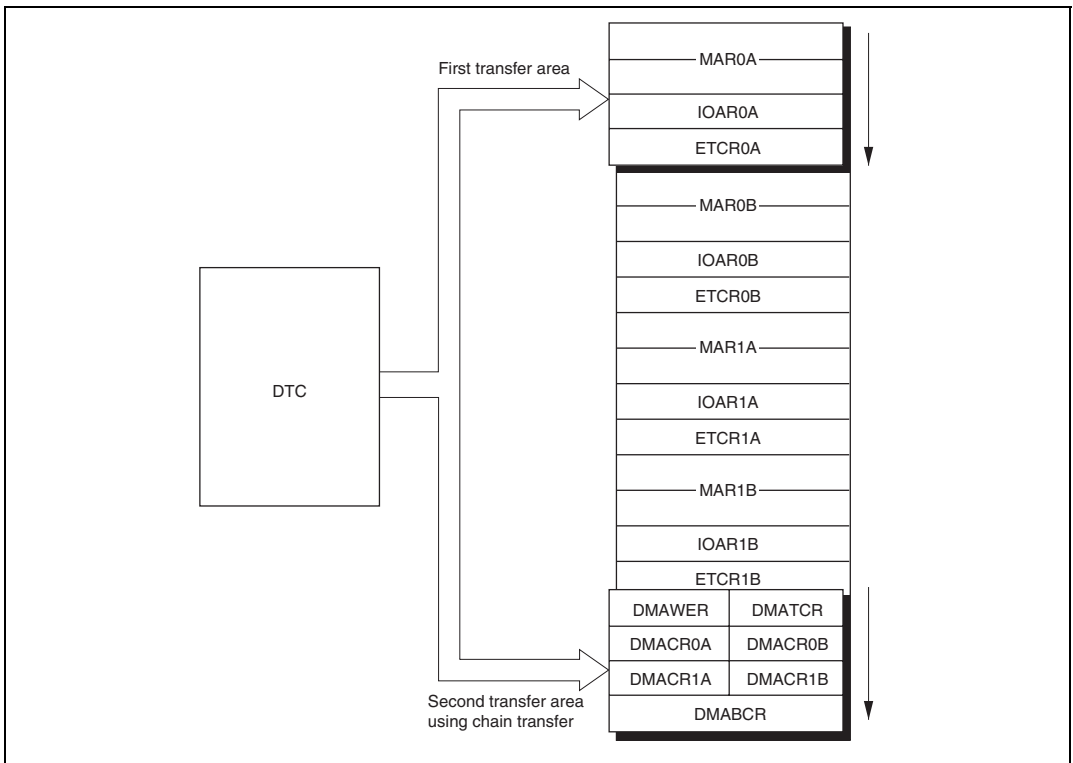 First transfer area
MAR0A
IOAR0A
ETCR0A
MAR0B
IOAR0B
ETCR0B
MAR1A
DTC
IOAR1A
ETCR1A
MAR1B
IOAR1B
ETCR1B
DMAWER DMATCR
DMACR0A DMACR0B
DMACR1A DMACR1B
Second transfer area
using chain transfer
DMABCR